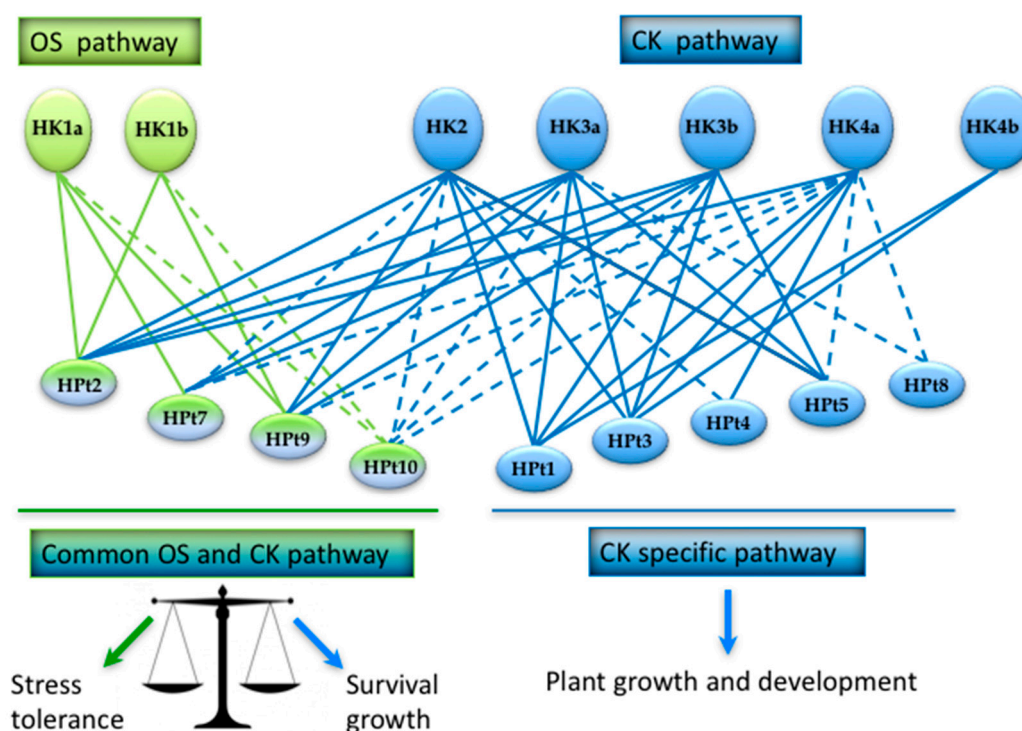 OS pathway
CK pathway
HK1a
HK1b
HK2
HK3a
HK3b
HK4a
HK4b
HPt2
HPt7
HPt9
HPt10
HPt1
HPt3
HPt4
HPt5
HPt8
Common OS and CK pathway
CK specific pathway
Stress
tolerance
Survival
growth
Plant growth and development